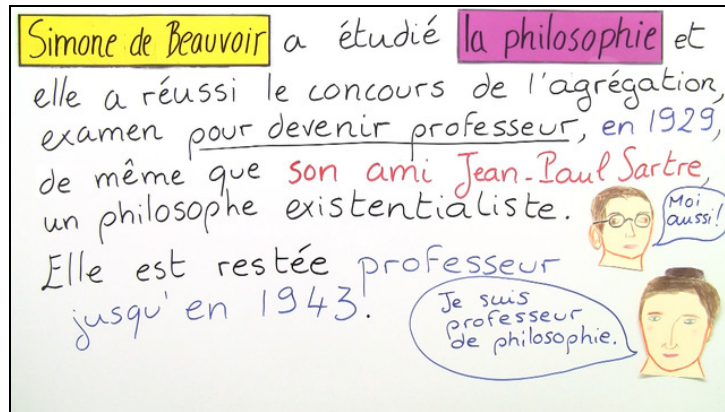 Simone de Beauvoir a étudié la philosophie et
elle a réussi le concours de l'agrégation,
examen pour devenir professeur, en 1929,
de même que son ami Jean-Paul Sartre,
un philosophe existentialiste.
Moi
aussi!
Elle est restée professeur
jusqu'en 1943.
Je suis
professeur
de philosophie.